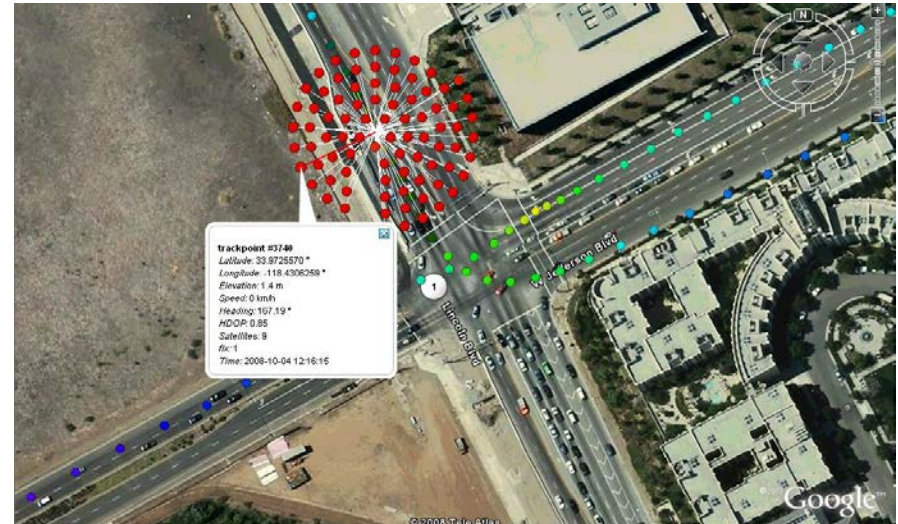 N
trackpoint #3740
Latitude: 33.9725570 °
Longitude: -118.4306259 °
Elevation: 1.4 m
Speed: 0 km/h
Heading: 167.19 °
HDOP: 0.85
Satellites: 9
fix: 1
Time: 2008-10-04 12:16:15
1
W Jefferson Blvd
Lincoln Blvd
© 2008 Tele Atlas
Google™